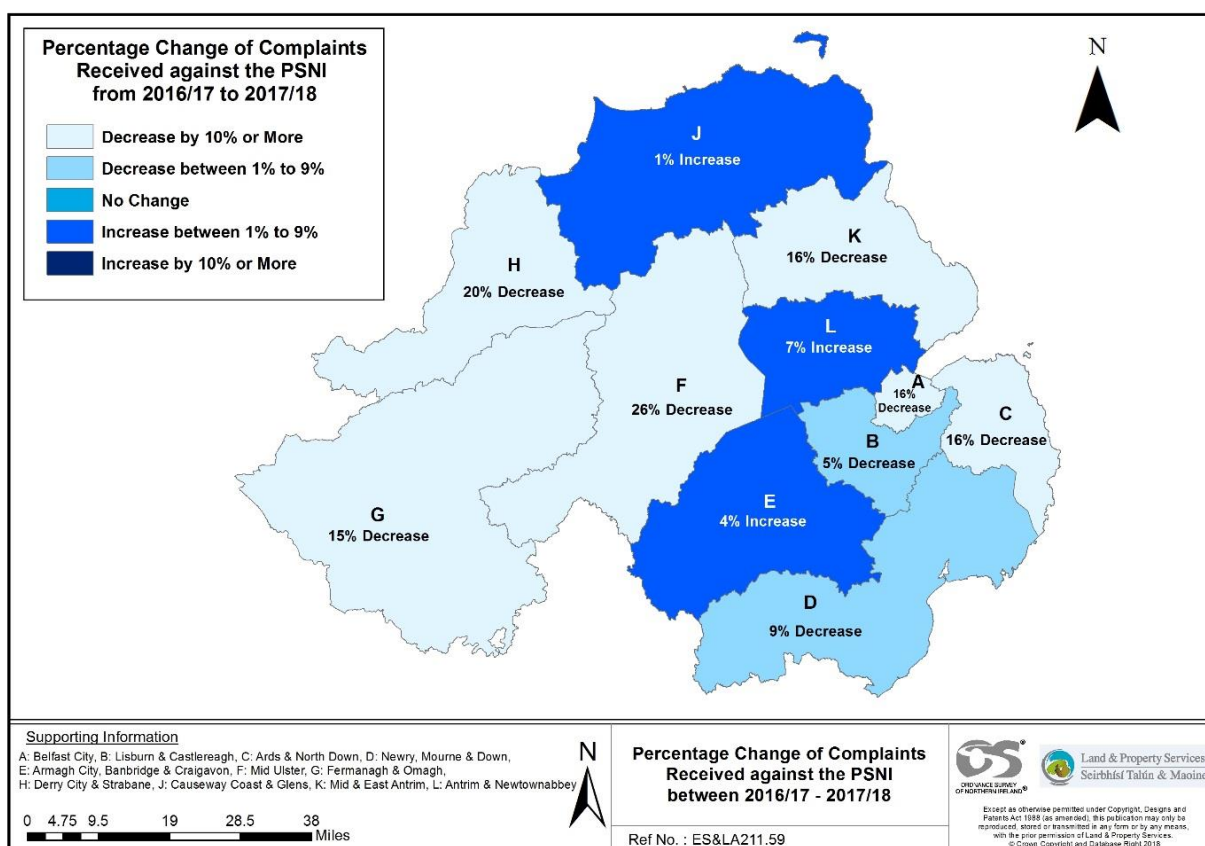 Percentage Change of Complaints
Received against the PSNI
from 2016/17 to 2017/18
Decrease by 10% or More
Decrease between 1% to 9%
No Change
Increase between 1% to 9%
Increase by 10% or More
N
J
1% Increase
K
16% Decrease
H
20% Decrease
L
7% Increase
A
16%
Decrease
F
26% Decrease
C
16% Decrease
B
5% Decrease
E
4% Increase
G
15% Decrease
D
9% Decrease
Supporting Information
A: Belfast City, B: Lisburn & Castlereagh, C: Ards & North Down, D: Newry, Mourne & Down,
E: Armagh City, Banbridge & Craigavon, F: Mid Ulster, G: Fermanagh & Omagh,
H: Derry City & Strabane, J: Causeway Coast & Glens, K: Mid & East Antrim, L: Antrim & Newtownabbey
0 4.75 9.5 19 28.5 38
Miles
N
Percentage Change of Complaints
Received against the PSNI
between 2016/17 - 2017/18
Ref No. : ES&LA211.59
OS®
ORDNANCE SURVEY
OF NORTHERN IRELAND®
Land & Property Services
Seirbhísí Talún & Maoine
Except as otherwise permitted under Copyright, Designs and
Patents Act 1988 (as amended), this publication may only be
reproduced, stored or transmitted in any form or by any means,
with the prior permission of Land & Property Services.
© Crown Copyright and Database Right 2018